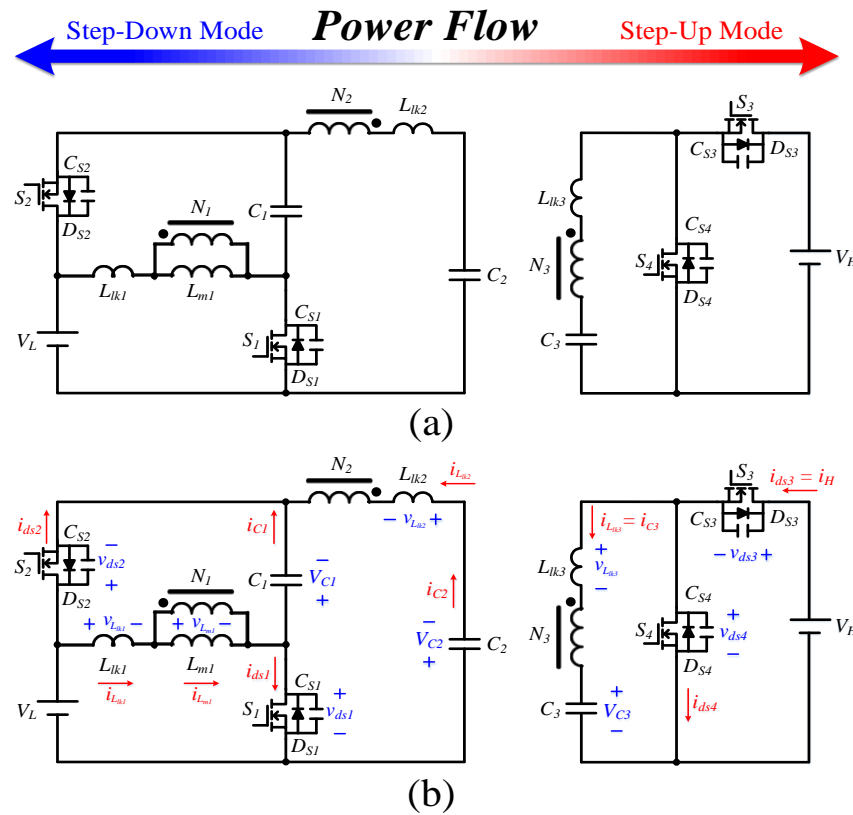 Step-Down Mode Power Flow Step-Up Mode
N2 Llk2 S3
CS3 DS3
CS2
S2
DS2
N1 C1
Llk3
CS4
S4
DS4
N3
Llk1 Lm1
C2
VH
CS1
VL S1
DS1
C3
(a)
N2 Llk2 iLlk2 S3 ids3 = iH
ids2 iC1 iLlk3 = iC3
− vLlk2 +
CS3 DS3
− vds3 +
CS2 −
S2 vds2
DS2 +
N1 C1 −
VC1
+
iC2
Llk3 +
vLlk3
−
CS4
+ vLlk1 − + vLm1 −
−
VC2
+
C2
N3
S4 +
vds4
−
DS4
VH
Llk1 Lm1 ids1
iLlk1 iLm1
CS1
VL S1 +
vds1
−
DS1
C3 +
VC3
−
ids4
(b)